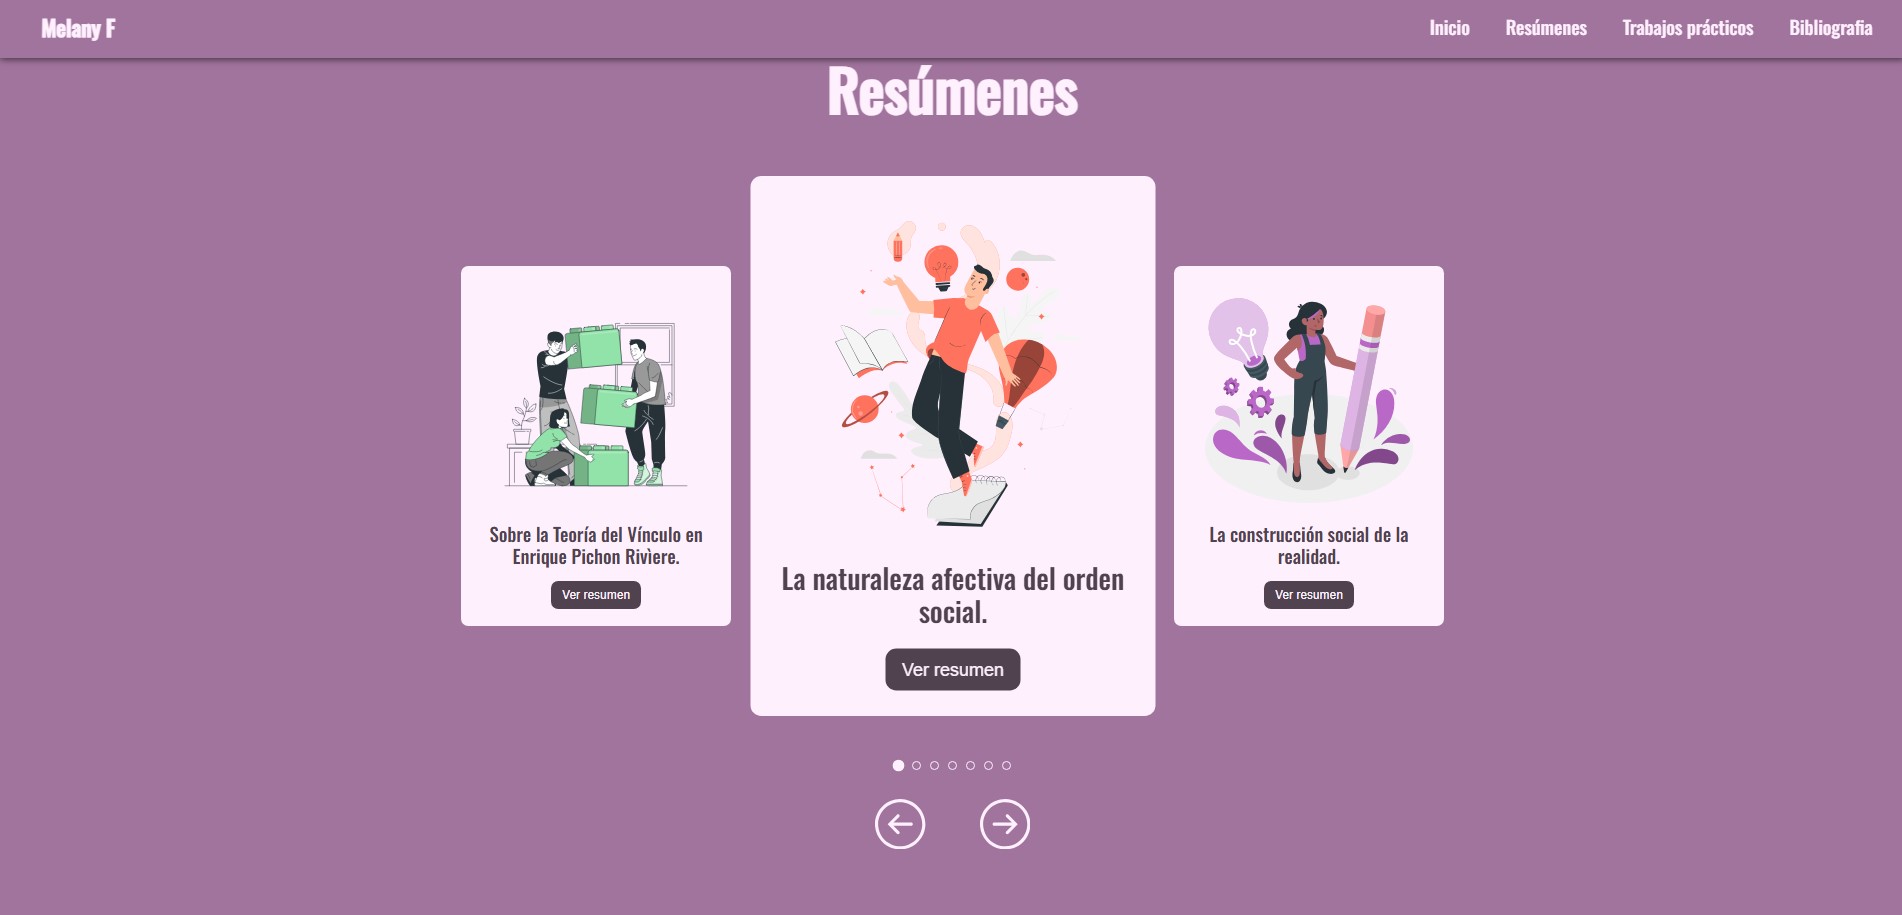 Melany F
Inicio
Resúmenes
Trabajos prácticos
Bibliografia
Resúmenes
Sobre la Teoría del Vínculo en
Enrique Pichon Rivìere.
Ver resumen
La naturaleza afectiva del orden
social.
Ver resumen
La construcción social de la
realidad.
Ver resumen